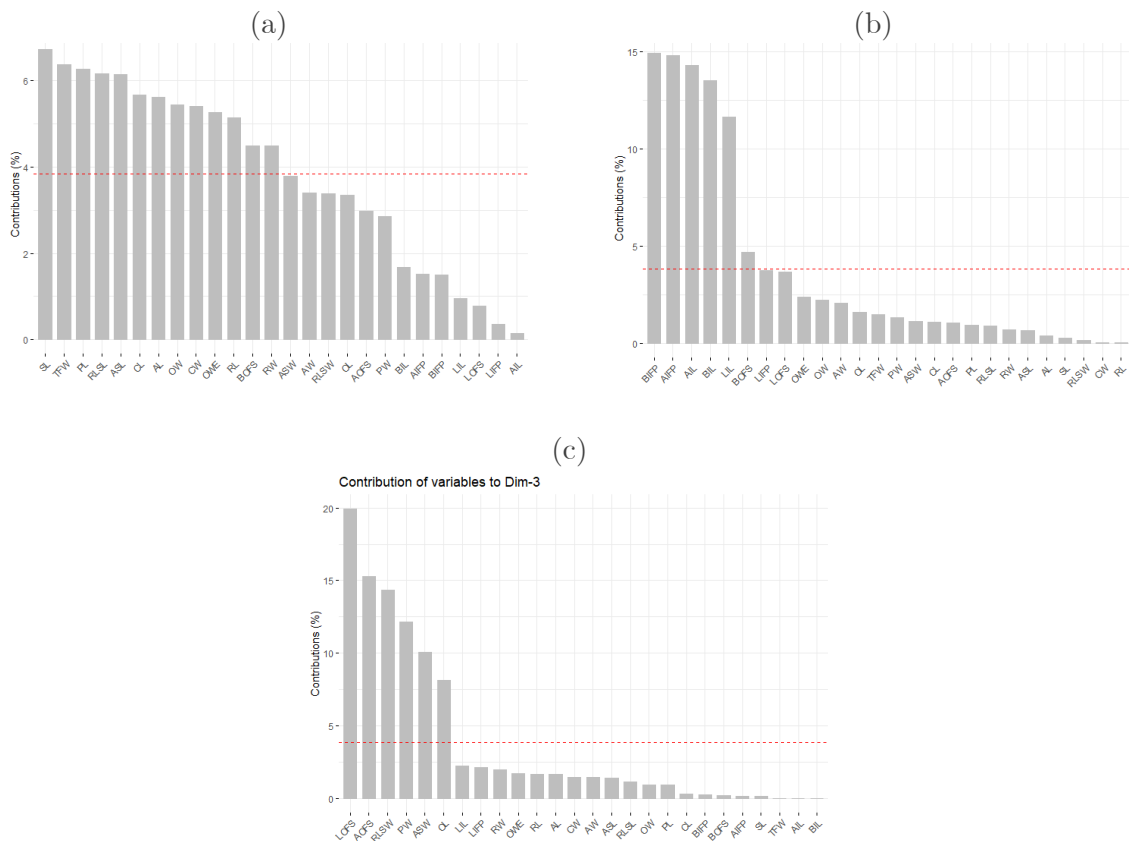 (a)
Contributions (%)
6
4
2
0
SL TFW PL RLSL ASL CL AL OW CW OWE RL BOFS RW ASW AW RLSW OL AOFS PW BIL AIFP BIFP LIL LOFS LIFP AIL
(b)
Contributions (%)
15
10
5
0
BIFP AIFP AIL BIL LIL BOFS LIFP LOFS OWE OW AW OL TFW PW ASW CL AOFS PL RLSL RW ASL AL SL RLSW CW RL
(c)
Contribution of variables to Dim-3
Contributions (%)
20
15
10
5
0
LOFS AOFS RLSW PW ASW OL LIL LIFP RW OWE RL AL CW AW ASL RLSL OW PL CL BIFP BOFS AIFP SL TFW AIL BIL